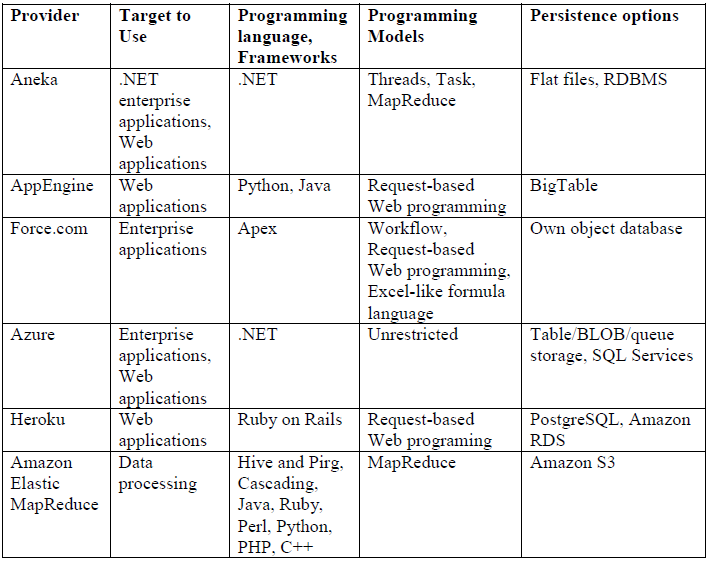 Provider
Target to
Use
Programming
language,
Frameworks
Programming
Models
Persistence options
Aneka
.NET
enterprise
applications,
Web
applications
.NET
Threads, Task,
MapReduce
Flat files, RDBMS
AppEngine
Web
applications
Python, Java
Request-based
Web programming
BigTable
Force.com
Enterprise
applications
Apex
Workflow,
Request-based
Web programming,
Excel-like formula
language
Own object database
Azure
Enterprise
applications,
Web
applications
.NET
Unrestricted
Table/BLOB/queue
storage, SQL Services
Heroku
Web
applications
Ruby on Rails
Request-based
Web programing
PostgreSQL, Amazon
RDS
Amazon
Elastic
MapReduce
Data
processing
Hive and Pirg,
Cascading,
Java, Ruby,
Perl, Python,
PHP, C++
MapReduce
Amazon S3